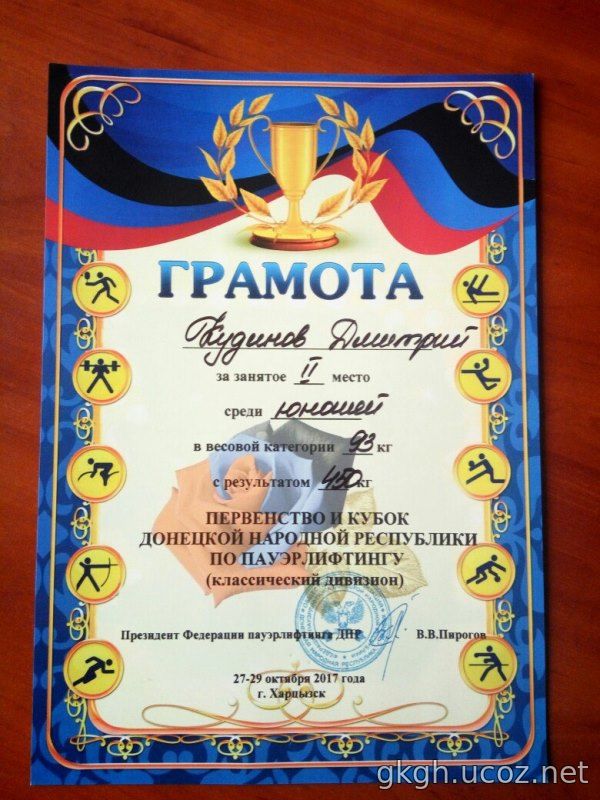 ГРАМОТА
Кудинов Дмитрий
за занятое II место
среди юношей
в весовой категории 93 кг
с результатом 450 кг
ПЕРВЕНСТВО И КУБОК
ДОНЕЦКОЙ НАРОДНОЙ РЕСПУБЛИКИ
ПО ПАУЭРЛИФТИНГУ
(классический дивизион)
Президент Федерации пауэрлифтинга ДНР В.В.Пирогов
27-29 октября 2017 года
г. Харцызск
gkgh.ucoz.net